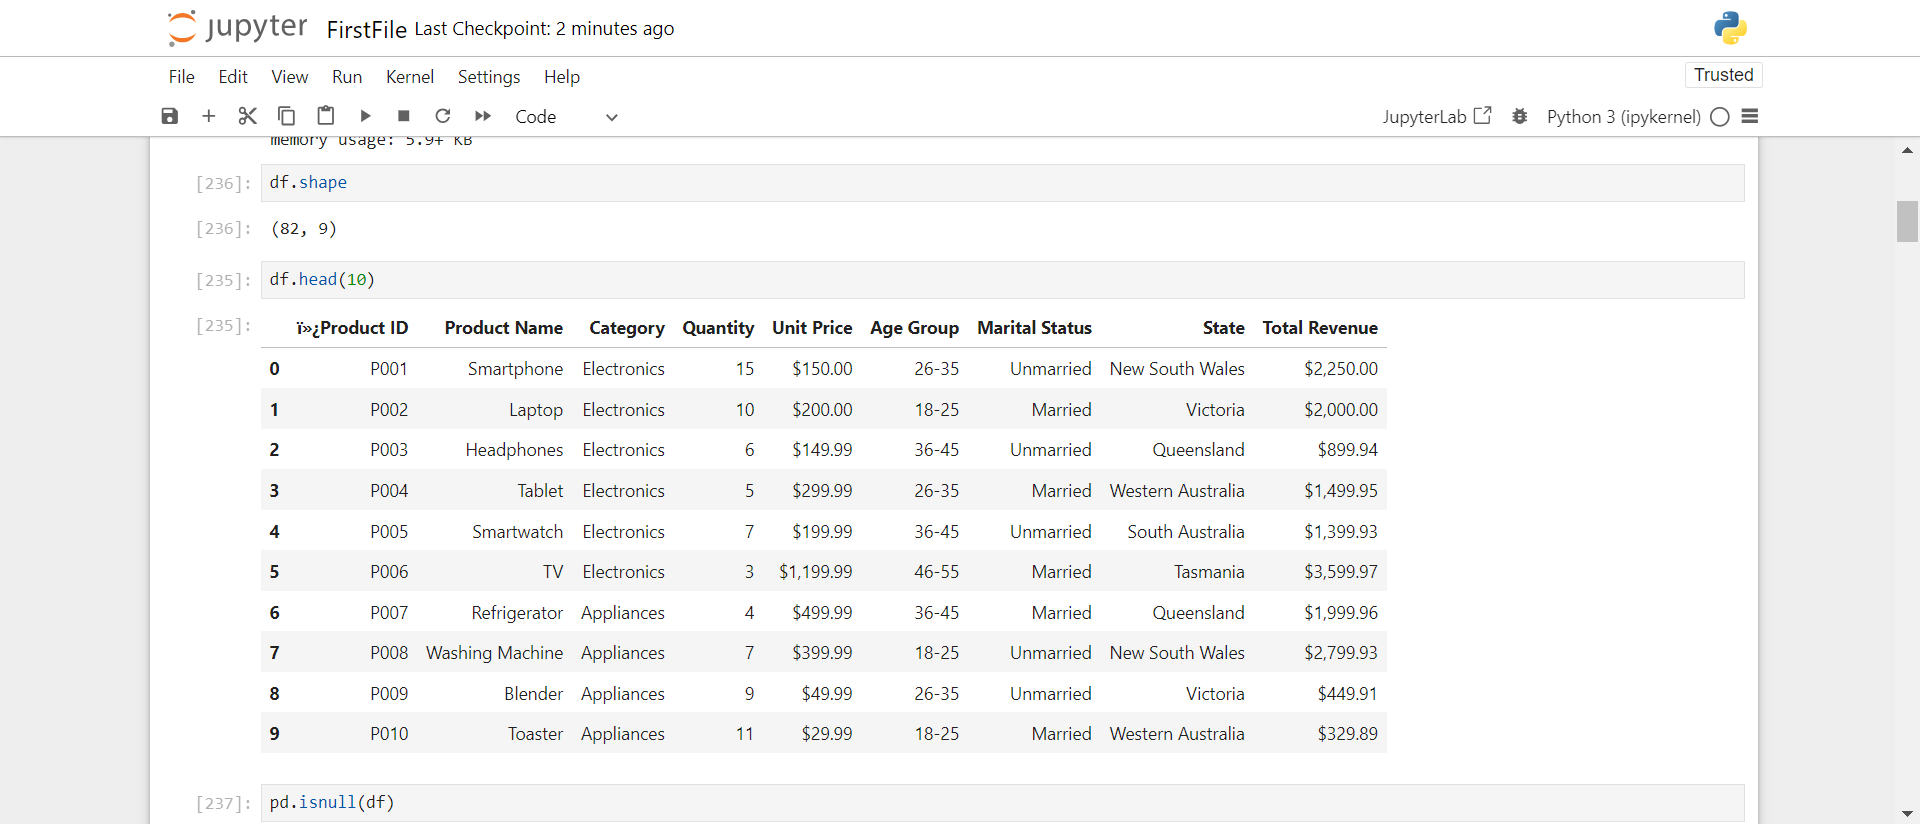 jupyter FirstFile Last Checkpoint: 2 minutes ago
File Edit View Run Kernel Settings Help
Trusted
Code
JupyterLab Python 3 (ipykernel)
memory usage: 5.9+ KB
[236]: df.shape
[236]: (82, 9)
[235]: df.head(10)
[235]: ï»¿Product ID Product Name Category Quantity Unit Price Age Group Marital Status State Total Revenue
0 P001 Smartphone Electronics 15 $150.00 26-35 Unmarried New South Wales $2,250.00
1 P002 Laptop Electronics 10 $200.00 18-25 Married Victoria $2,000.00
2 P003 Headphones Electronics 6 $149.99 36-45 Unmarried Queensland $899.94
3 P004 Tablet Electronics 5 $299.99 26-35 Married Western Australia $1,499.95
4 P005 Smartwatch Electronics 7 $199.99 36-45 Unmarried South Australia $1,399.93
5 P006 TV Electronics 3 $1,199.99 46-55 Married Tasmania $3,599.97
6 P007 Refrigerator Appliances 4 $499.99 36-45 Married Queensland $1,999.96
7 P008 Washing Machine Appliances 7 $399.99 18-25 Unmarried New South Wales $2,799.93
8 P009 Blender Appliances 9 $49.99 26-35 Unmarried Victoria $449.91
9 P010 Toaster Appliances 11 $29.99 18-25 Married Western Australia $329.89
[237]: pd.isnull(df)